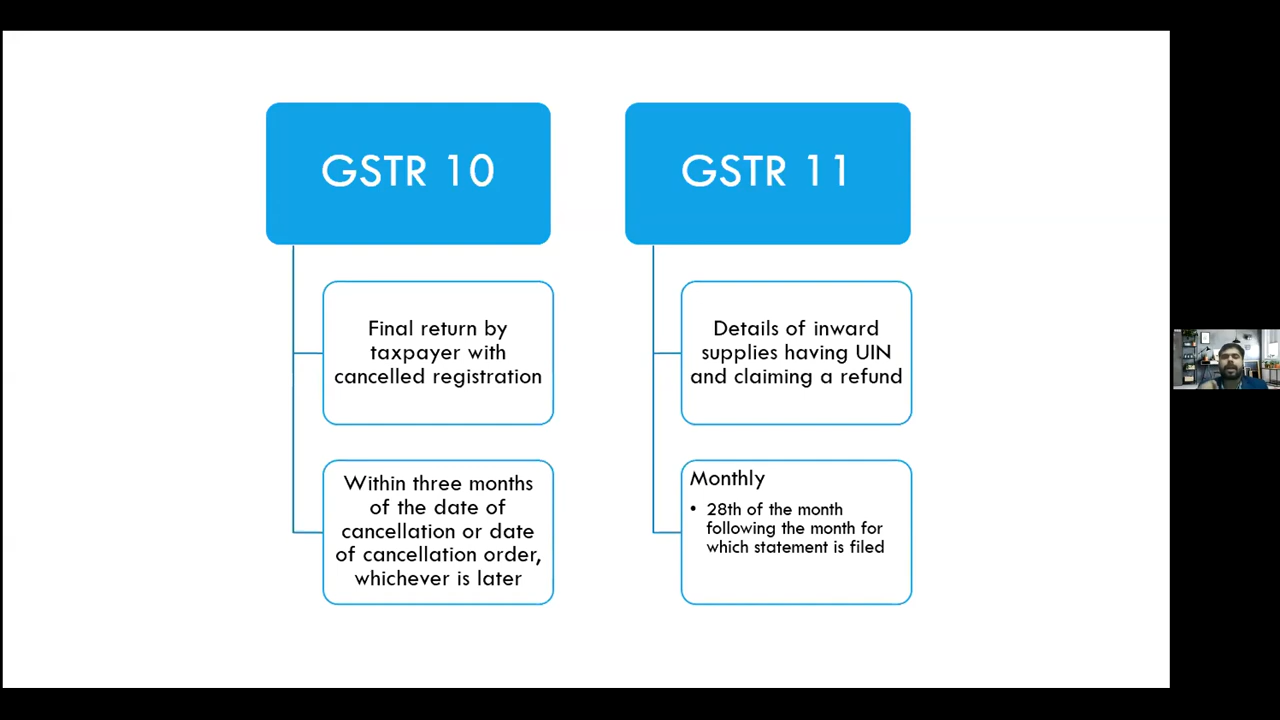 GSTR 10
Final return by
taxpayer with
cancelled registration
Within three months
of the date of
cancellation or date
of cancellation order,
whichever is later
GSTR 11
Details of inward
supplies having UIN
and claiming a refund
Monthly
• 28th of the month
following the month for
which statement is filed